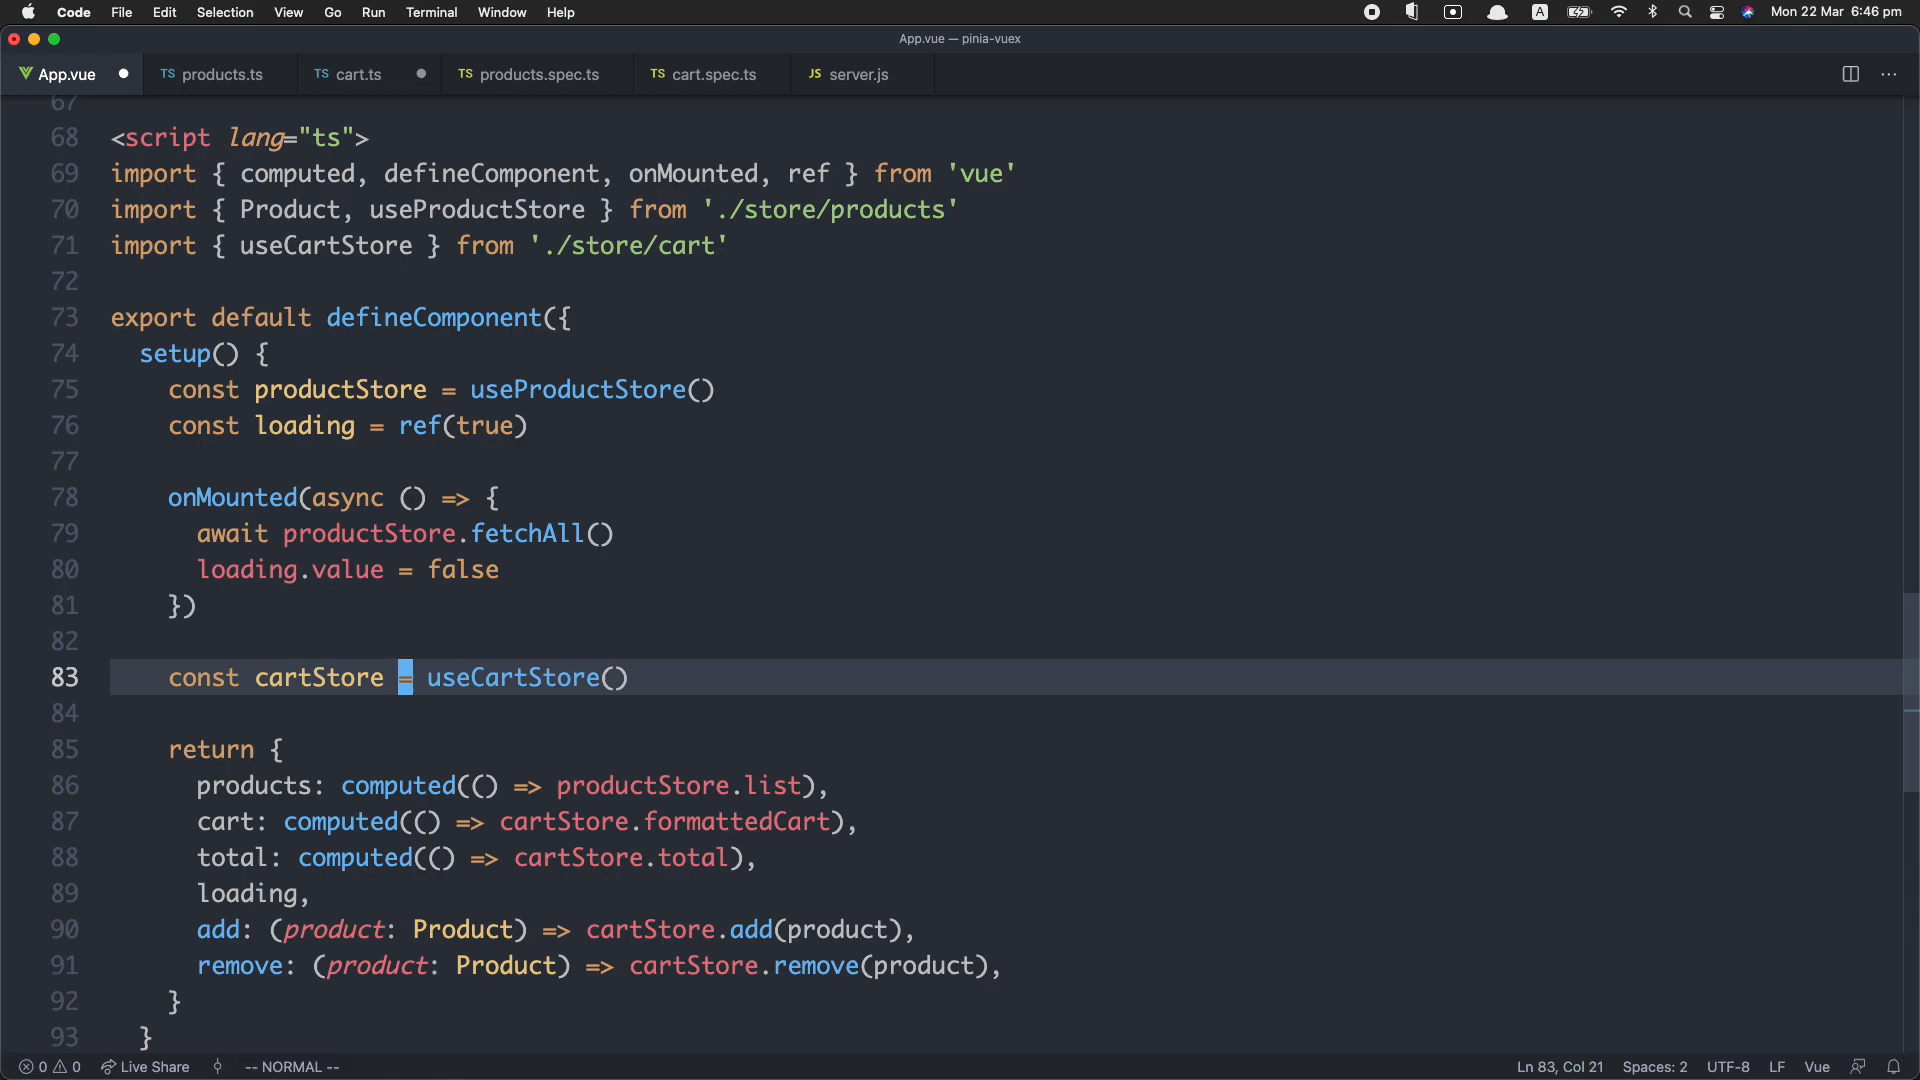 Code File Edit Selection View Go Run Terminal Window Help A Mon 22 Mar 6:46 pm
App.vue — pinia-vuex
App.vue TS products.ts TS cart.ts TS products.spec.ts TS cart.spec.ts JS server.js
67
68 <script lang="ts">
69 import { computed, defineComponent, onMounted, ref } from 'vue'
70 import { Product, useProductStore } from './store/products'
71 import { useCartStore } from './store/cart'
72
73 export default defineComponent({
74 setup() {
75 const productStore = useProductStore()
76 const loading = ref(true)
77
78 onMounted(async () => {
79 await productStore.fetchAll()
80 loading.value = false
81 })
82
83 const cartStore = useCartStore()
84
85 return {
86 products: computed(() => productStore.list),
87 cart: computed(() => cartStore.formattedCart),
88 total: computed(() => cartStore.total),
89 loading,
90 add: (product: Product) => cartStore.add(product),
91 remove: (product: Product) => cartStore.remove(product),
92 }
93 }
0 0 Live Share -- NORMAL -- Ln 83, Col 21 Spaces: 2 UTF-8 LF Vue